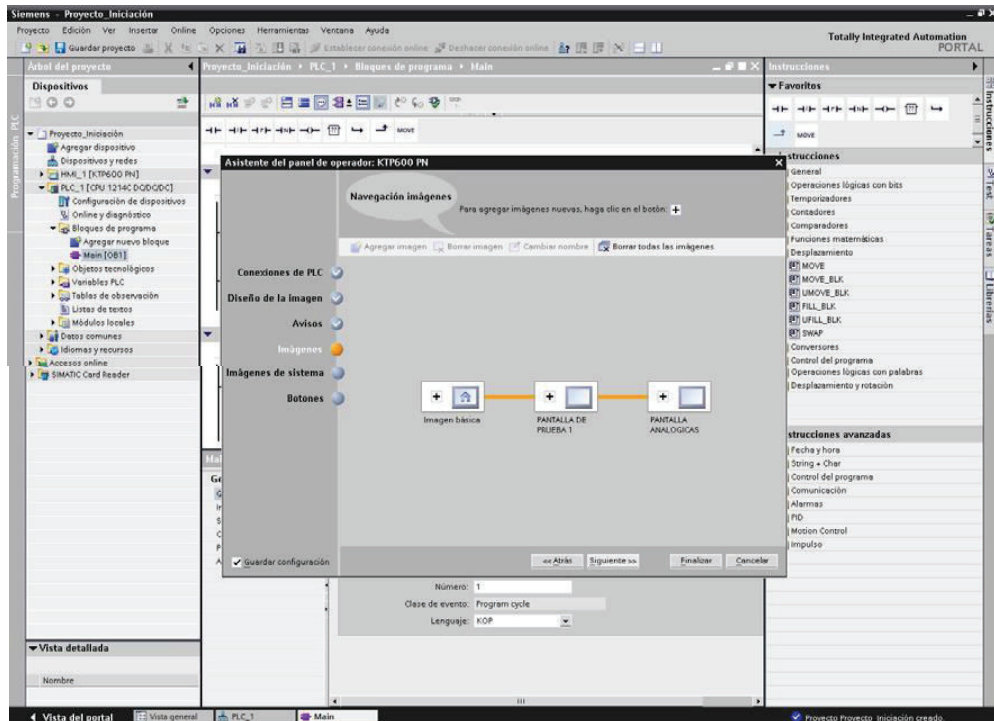 Siemens - Proyecto_Iniciación
Proyecto Edición Ver Insertar Online Opciones Herramientas Ventana Ayuda
Guardar proyecto Establecer conexión online Deshacer conexión online
Totally Integrated Automation
PORTAL
Árbol del proyecto
Proyecto_Iniciación PLC_1 Bloques de programa Main
Instrucciones
Dispositivos
Favoritos
MOVE
MOVE
Programación PLC
Proyecto_Iniciación
Agregar dispositivo
Dispositivos y redes
HMI_1 [KTP600 PN]
PLC_1 [CPU 1214C DC/DC/DC]
Configuración de dispositivos
Online y diagnóstico
Bloques de programa
Agregar nuevo bloque
Main [OB1]
Objetos tecnológicos
Variables PLC
Tablas de observación
Listas de textos
Módulos locales
Datos comunes
Idiomas y recursos
Accesos online
SIMATIC Card Reader
Vista detallada
Nombre
Asistente del panel de operador: KTP600 PN
Navegación imágenes
Para agregar imágenes nuevas, haga clic en el botón: +
Agregar imagen Borrar imagen Cambiar nombre Borrar todas las imágenes
Conexiones de PLC
Diseño de la imagen
Avisos
Imágenes
Imágenes de sistema
Botones
Imagen básica
PANTALLA DE
PRUEBA 1
PANTALLA
ANALOGICAS
Guardar configuración
<< Atrás Siguiente >> Finalizar Cancelar
Número: 1
Clase de evento: Program cycle
Lenguaje: KOP
strucciones
General
Operaciones lógicas con bits
Temporizadores
Contadores
Comparadores
Funciones matemáticas
Desplazamiento
MOVE
MOVE_BLK
UMOVE_BLK
FILL_BLK
UFILL_BLK
SWAP
Conversores
Control del programa
Operaciones lógicas con palabras
Desplazamiento y rotación
strucciones avanzadas
Fecha y hora
String + Char
Control del programa
Comunicación
Alarmas
PID
Motion Control
Impulso
Instrucciones
Test
Tareas
Librerías
Vista del portal Vista general PLC_1 Main
Proyecto Proyecto_Iniciación creado.